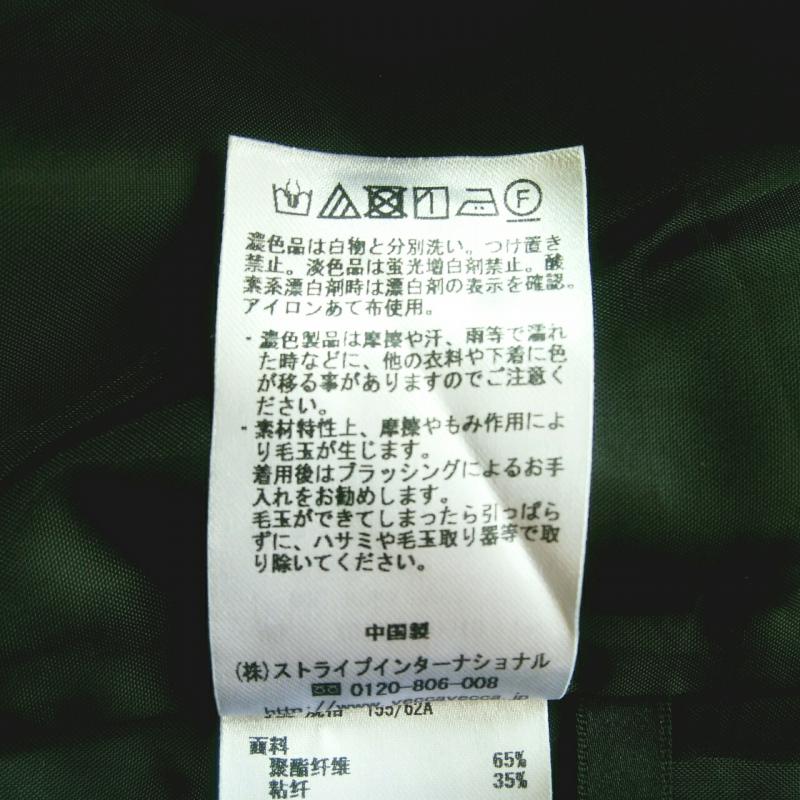 濃色品は白物と分別洗い。つけ置き
禁止。淡色品は蛍光増白剤禁止。酸
素系漂白剤時は漂白剤の表示を確認。
アイロンあて布使用。
・濃色製品は摩擦や汗、雨等で濡れ
た時などに、他の衣料や下着に色
が移る事がありますのでご注意く
ださい。
・素材特性上、摩擦やもみ作用によ
り毛玉が生じます。
着用後はブラッシングによるお手
入れをお勧めします。
毛玉ができてしまったら引っぱら
ずに、ハサミや毛玉取り器等で取
り除いてください。
中国製
(株)ストライプインターナショナル
0120-806-008
http://www.yeccavecca.jp
155/62A
面料
聚酯纤维 65%
粘纤 35%